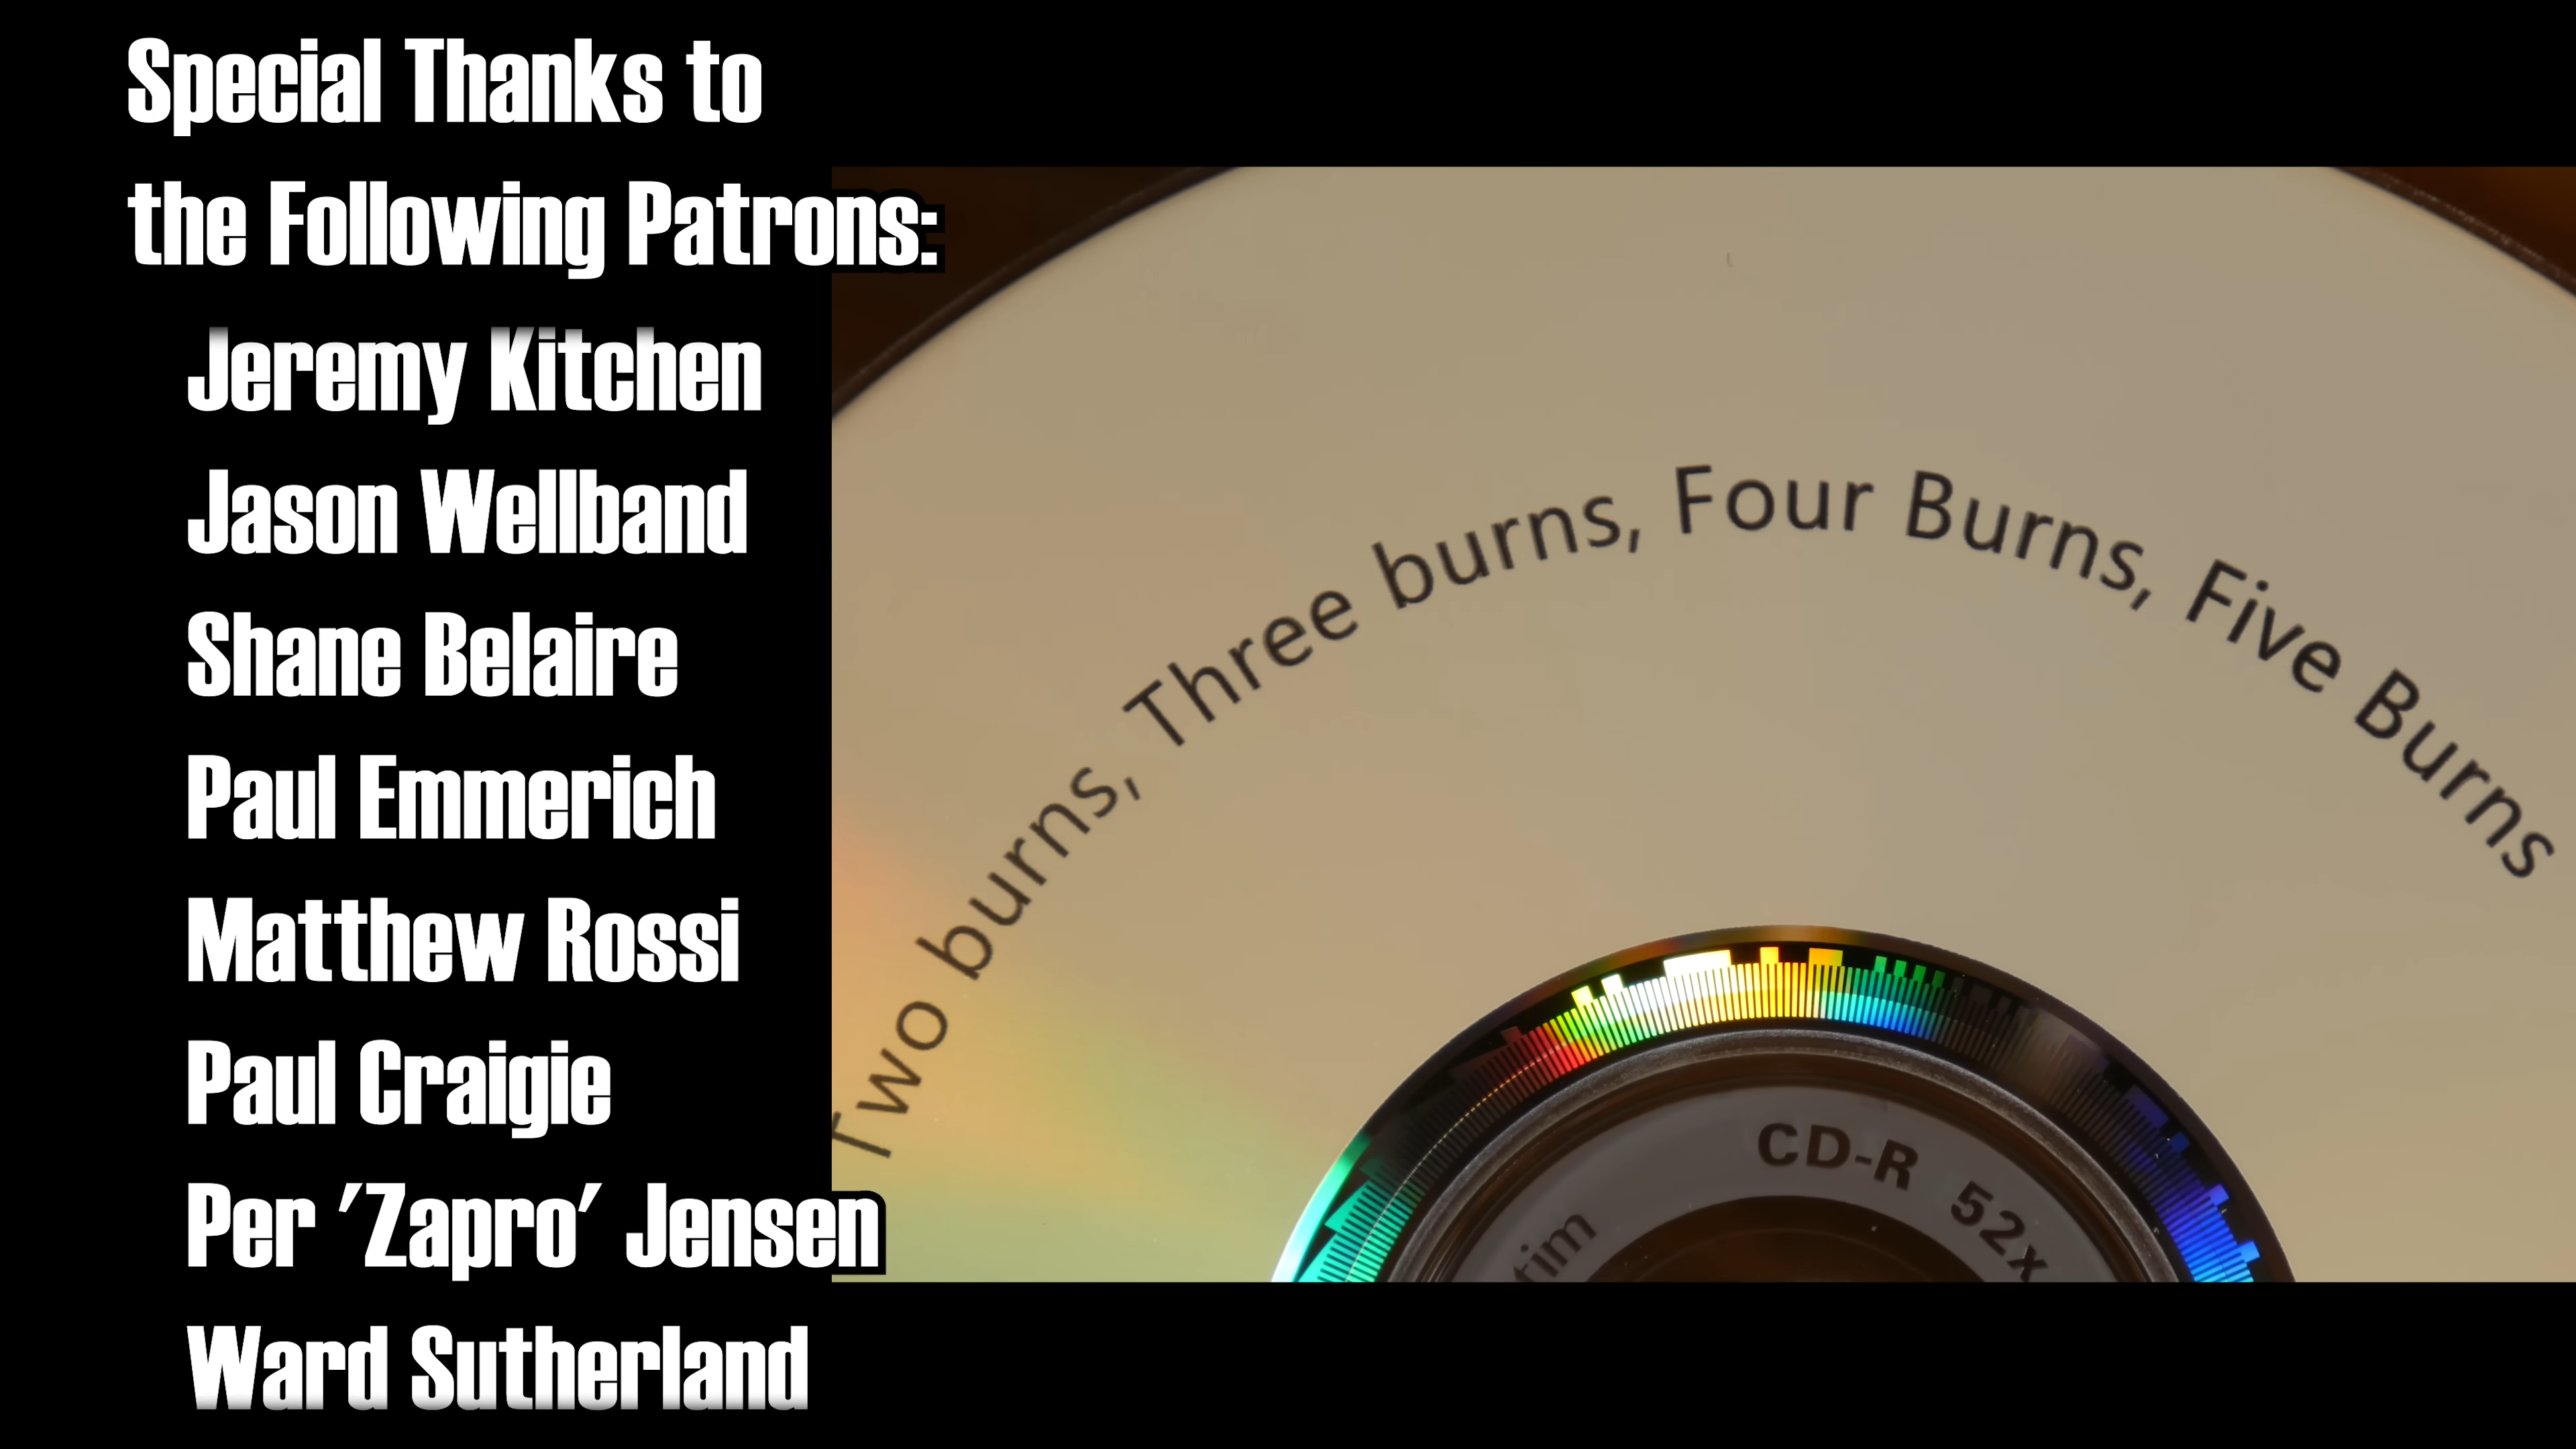 Special Thanks to
the Following Patrons:
Jeremy Kitchen
Jason Wellband
Shane Belaire
Paul Emmerich
Matthew Rossi
Paul Craigie
Per 'Zapro' Jensen
Ward Sutherland
Two burns, Three burns, Four Burns, Five Burns
CD-R 52x